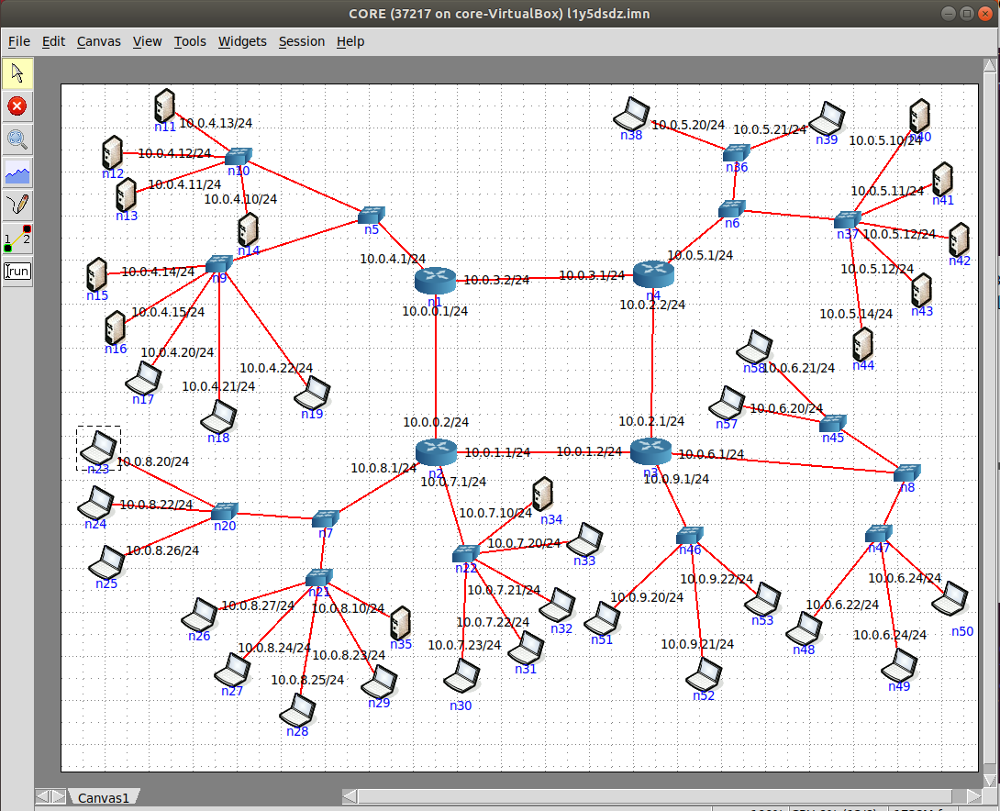 CORE (37217 on core-VirtualBox) l1y5dsdz.imn
File Edit Canvas View Tools Widgets Session Help
n11
10.0.4.13/24
n12
10.0.4.12/24
n10
n13
10.0.4.11/24
10.0.4.10/24
n14
n5
10.0.4.1/24
n9
n15
10.0.4.14/24
n16
10.0.4.15/24
n17
10.0.4.20/24
10.0.4.21/24
n18
10.0.4.22/24
n19
n1
10.0.3.2/24
10.0.0.1/24
10.0.3.1/24
n4
10.0.2.2/24
10.0.5.1/24
n6
n36
n38
10.0.5.20/24
10.0.5.21/24
n39
10.0.5.10/24
n40
10.0.5.11/24
n41
n37
10.0.5.12/24
n42
10.0.5.12/24
n43
10.0.5.14/24
n44
n58
10.0.6.21/24
n57
10.0.6.20/24
n45
10.0.0.2/24
n2
10.0.1.1/24
10.0.1.2/24
10.0.2.1/24
n3
10.0.6.1/24
10.0.9.1/24
n8
10.0.8.1/24
10.0.7.1/24
n23
10.0.8.20/24
n24
10.0.8.22/24
n20
n25
10.0.8.26/24
n7
n21
n26
10.0.8.27/24
10.0.8.10/24
n35
n27
10.0.8.24/24
10.0.8.25/24
n28
10.0.8.23/24
n29
n22
10.0.7.10/24
n34
10.0.7.20/24
n33
10.0.7.21/24
n32
10.0.7.22/24
n31
10.0.7.23/24
n30
n46
10.0.9.20/24
n51
10.0.9.21/24
n52
10.0.9.22/24
n53
n47
10.0.6.22/24
n48
10.0.6.24/24
n49
10.0.6.24/24
n50
1
2
run
Canvas1